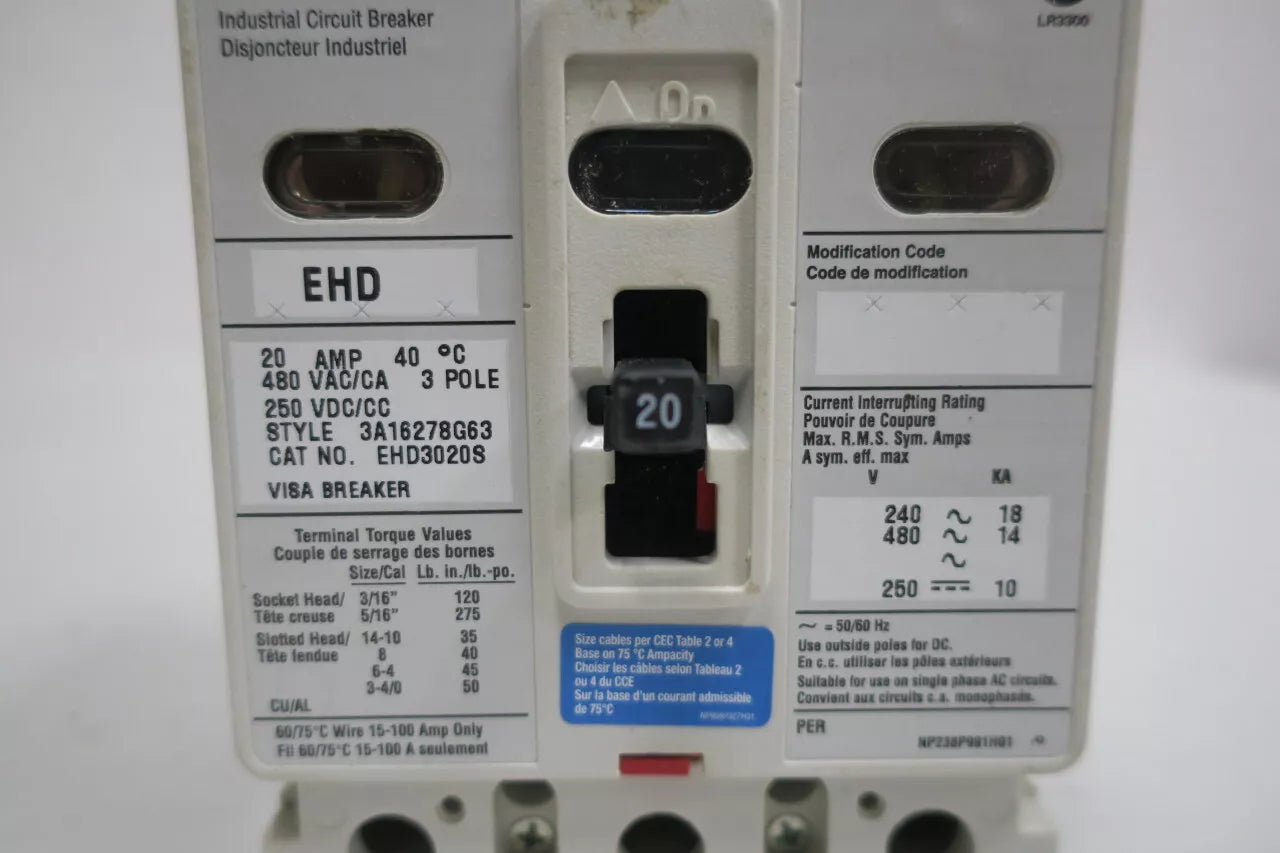 Industrial Circuit Breaker
Disjoncteur Industriel
EHD
20 AMP 40 °C
480 VAC/CA 3 POLE
250 VDC/CC
STYLE 3A16278G63
CAT NO. EHD3020S
VISA BREAKER
Terminal Torque Values
Couple de serrage des bornes
Size/Cal Lb. in./lb.-po.
Socket Head/ 3/16" 120
Tête creuse 5/16" 275
Slotted Head/ 14-10 35
Tête fendue 8 40
6-4 45
3-4/0 50
CU/AL
60/75°C Wire 15-100 Amp Only
Fil 60/75°C 15-100 A seulement
On
20
Size cables per CEC Table 2 or 4
Base on 75 °C Ampacity
Choisir les câbles selon Tableau 2
ou 4 du CCE
Sur la base d'un courant admissible
de 75°C
LR3306
Modification Code
Code de modification
Current Interrupting Rating
Pouvoir de Coupure
Max. R.M.S. Sym. Amps
A sym. eff. max
V KA
240 ~ 18
480 ~ 14
~
250 ⎓ 10
~ = 50/60 Hz
Use outside poles for DC.
En c.c. utiliser les pôles extérieurs
Suitable for use on single phase AC circuits.
Convient aux circuits c.a. monophasés.
PER
NP238P981H01